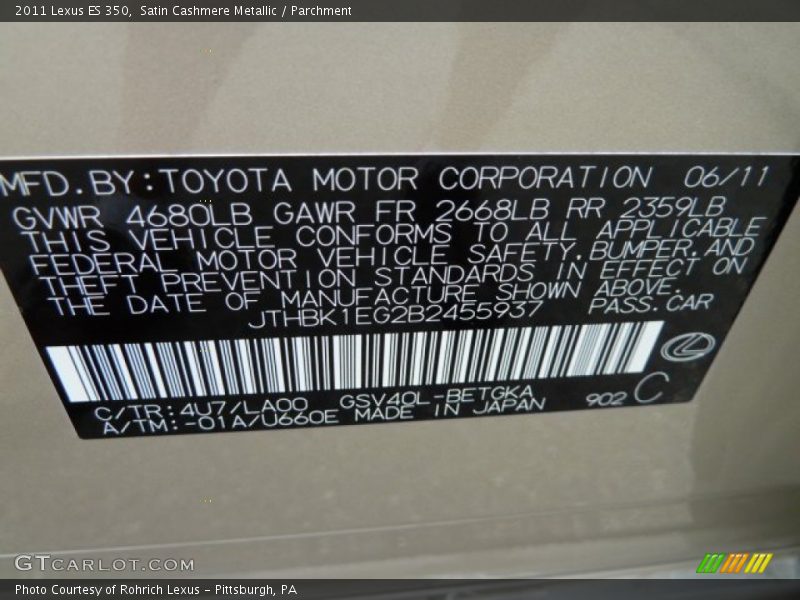 2011 Lexus ES 350, Satin Cashmere Metallic / Parchment
MFD.BY:TOYOTA MOTOR CORPORATION 06/11
GVWR 4680LB GAWR FR 2668LB RR 2359LB
THIS VEHICLE CONFORMS TO ALL APPLICABLE
FEDERAL MOTOR VEHICLE SAFETY,BUMPER,AND
THEFT PREVENTION STANDARDS IN EFFECT ON
THE DATE OF MANUFACTURE SHOWN ABOVE.
JTHBK1EG2B2455937 PASS.CAR
C/TR:4U7/LA00 GSV40L-BETGKA
A/TM:-01A/U660E MADE IN JAPAN 902 C
GTCARLOT.COM
Photo Courtesy of Rohrich Lexus - Pittsburgh, PA